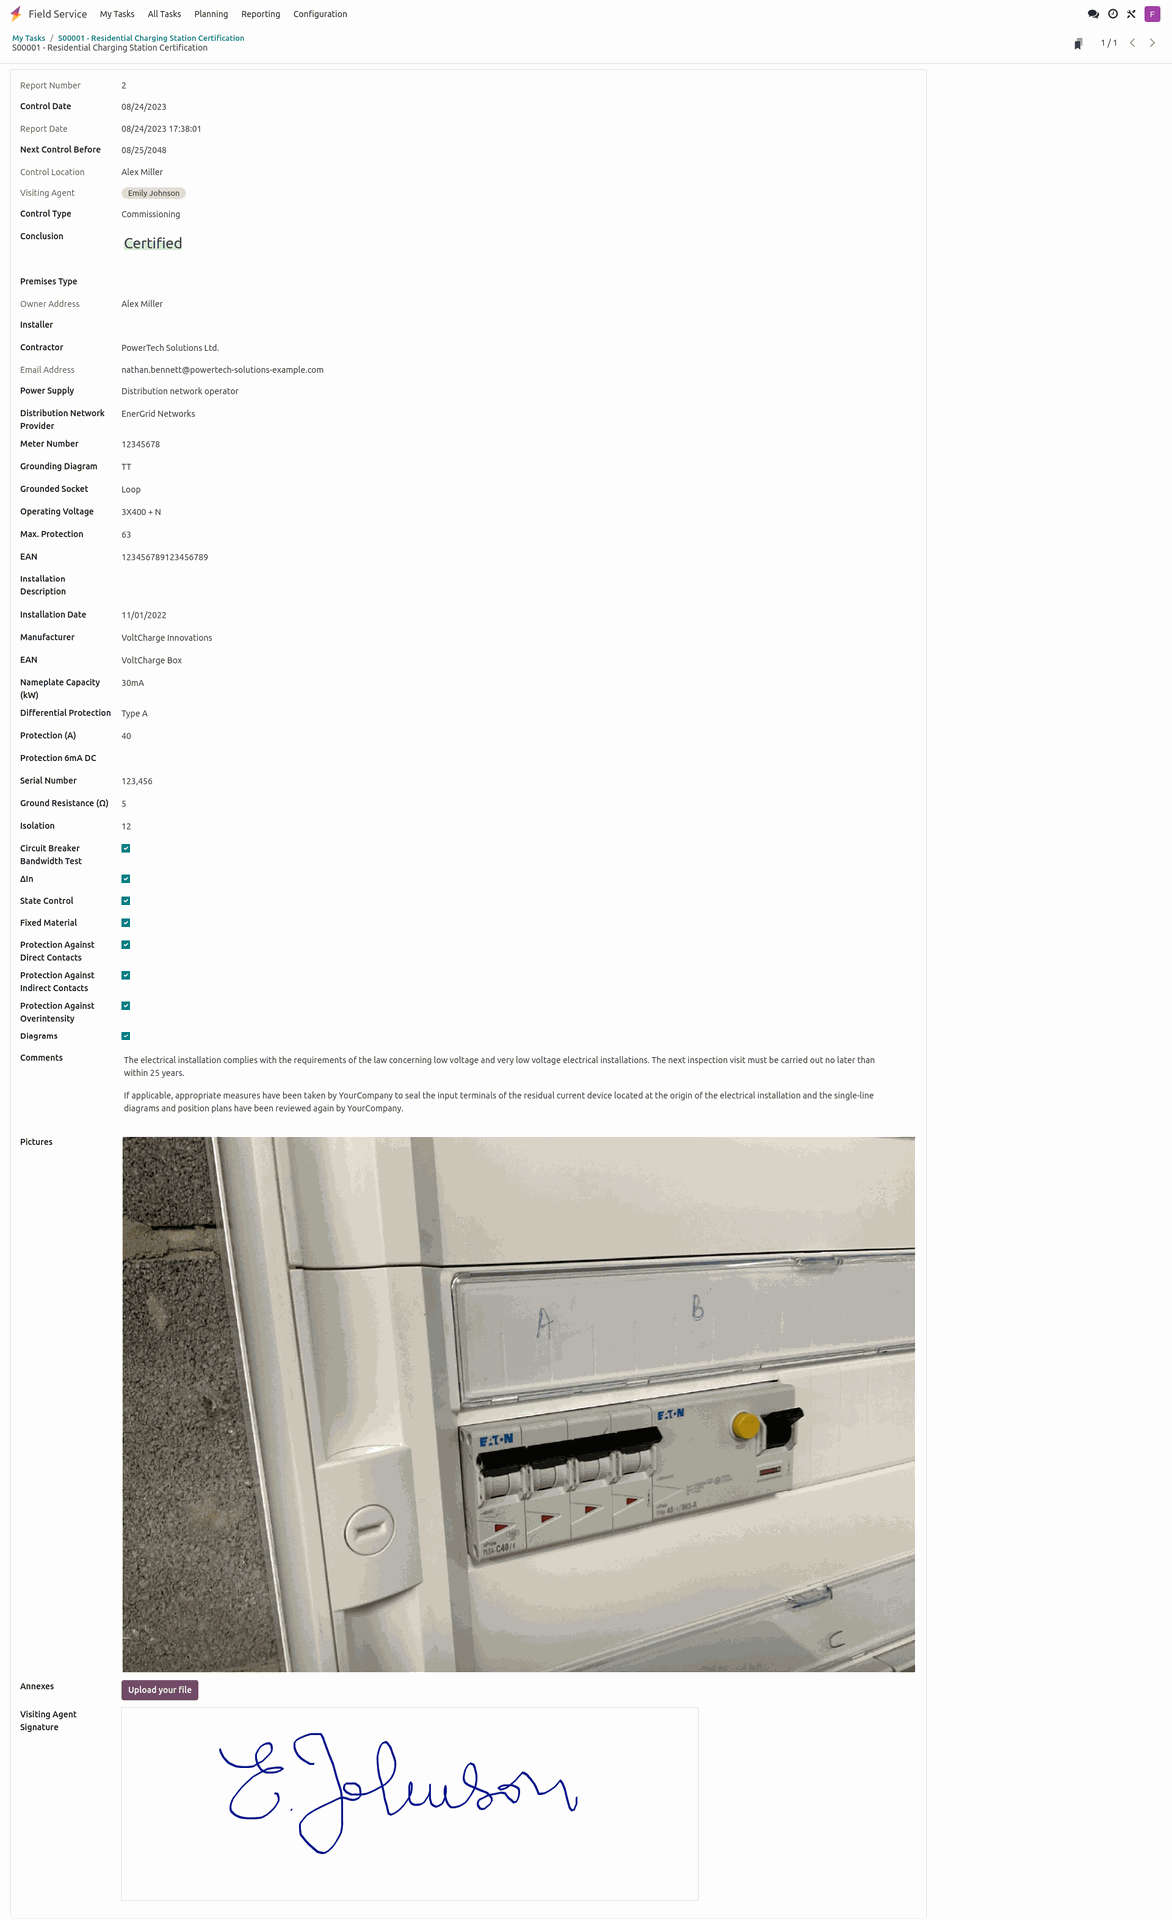 Field Service My Tasks All Tasks Planning Reporting Configuration F
My Tasks / S00001 - Residential Charging Station Certification
S00001 - Residential Charging Station Certification
1 / 1
Report Number 2
Control Date 08/24/2023
Report Date 08/24/2023 17:38:01
Next Control Before 08/25/2048
Control Location Alex Miller
Visiting Agent Emily Johnson
Control Type Commissioning
Conclusion Certified
Premises Type
Owner Address Alex Miller
Installer
Contractor PowerTech Solutions Ltd.
Email Address nathan.bennett@powertech-solutions-example.com
Power Supply Distribution network operator
Distribution Network EnerGrid Networks
Provider
Meter Number 12345678
Grounding Diagram TT
Grounded Socket Loop
Operating Voltage 3X400 + N
Max. Protection 63
EAN 123456789123456789
Installation
Description
Installation Date 11/01/2022
Manufacturer VoltCharge Innovations
EAN VoltCharge Box
Nameplate Capacity 30mA
(kW)
Differential Protection Type A
Protection (A) 40
Protection 6mA DC
Serial Number 123,456
Ground Resistance (Ω) 5
Isolation 12
Circuit Breaker
Bandwidth Test
ΔIn
State Control
Fixed Material
Protection Against
Direct Contacts
Protection Against
Indirect Contacts
Protection Against
Overintensity
Diagrams
Comments The electrical installation complies with the requirements of the law concerning low voltage and very low voltage electrical installations. The next inspection visit must be carried out no later than
within 25 years.
If applicable, appropriate measures have been taken by YourCompany to seal the input terminals of the residual current device located at the origin of the electrical installation and the single-line
diagrams and position plans have been reviewed again by YourCompany.
Pictures
A B
EATON
EATON
C
Annexes Upload your file
Visiting Agent
Signature
E. Johnson